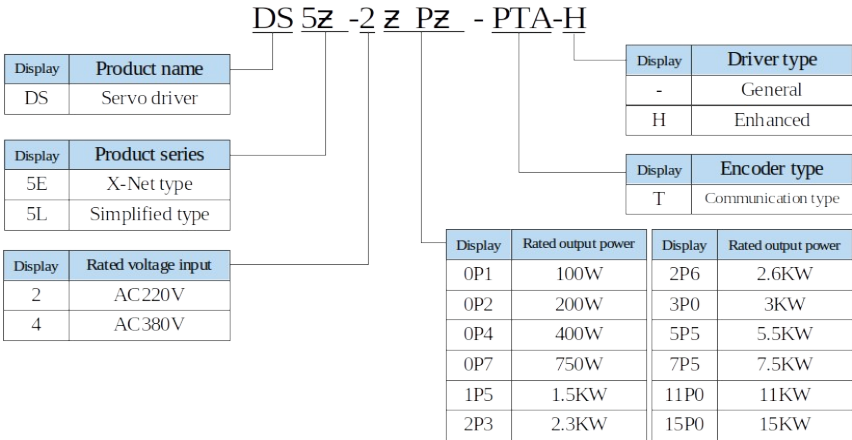 DS 5Ƶ -2 Ƶ PƵ - PTA-H
Display Product name
DS Servo driver
Display Product series
5E X-Net type
5L Simplified type
Display Rated voltage input
2 AC220V
4 AC380V
Display Driver type
- General
H Enhanced
Display Encoder type
T Communication type
Display Rated output power Display Rated output power
0P1 100W 2P6 2.6KW
0P2 200W 3P0 3KW
0P4 400W 5P5 5.5KW
0P7 750W 7P5 7.5KW
1P5 1.5KW 11P0 11KW
2P3 2.3KW 15P0 15KW